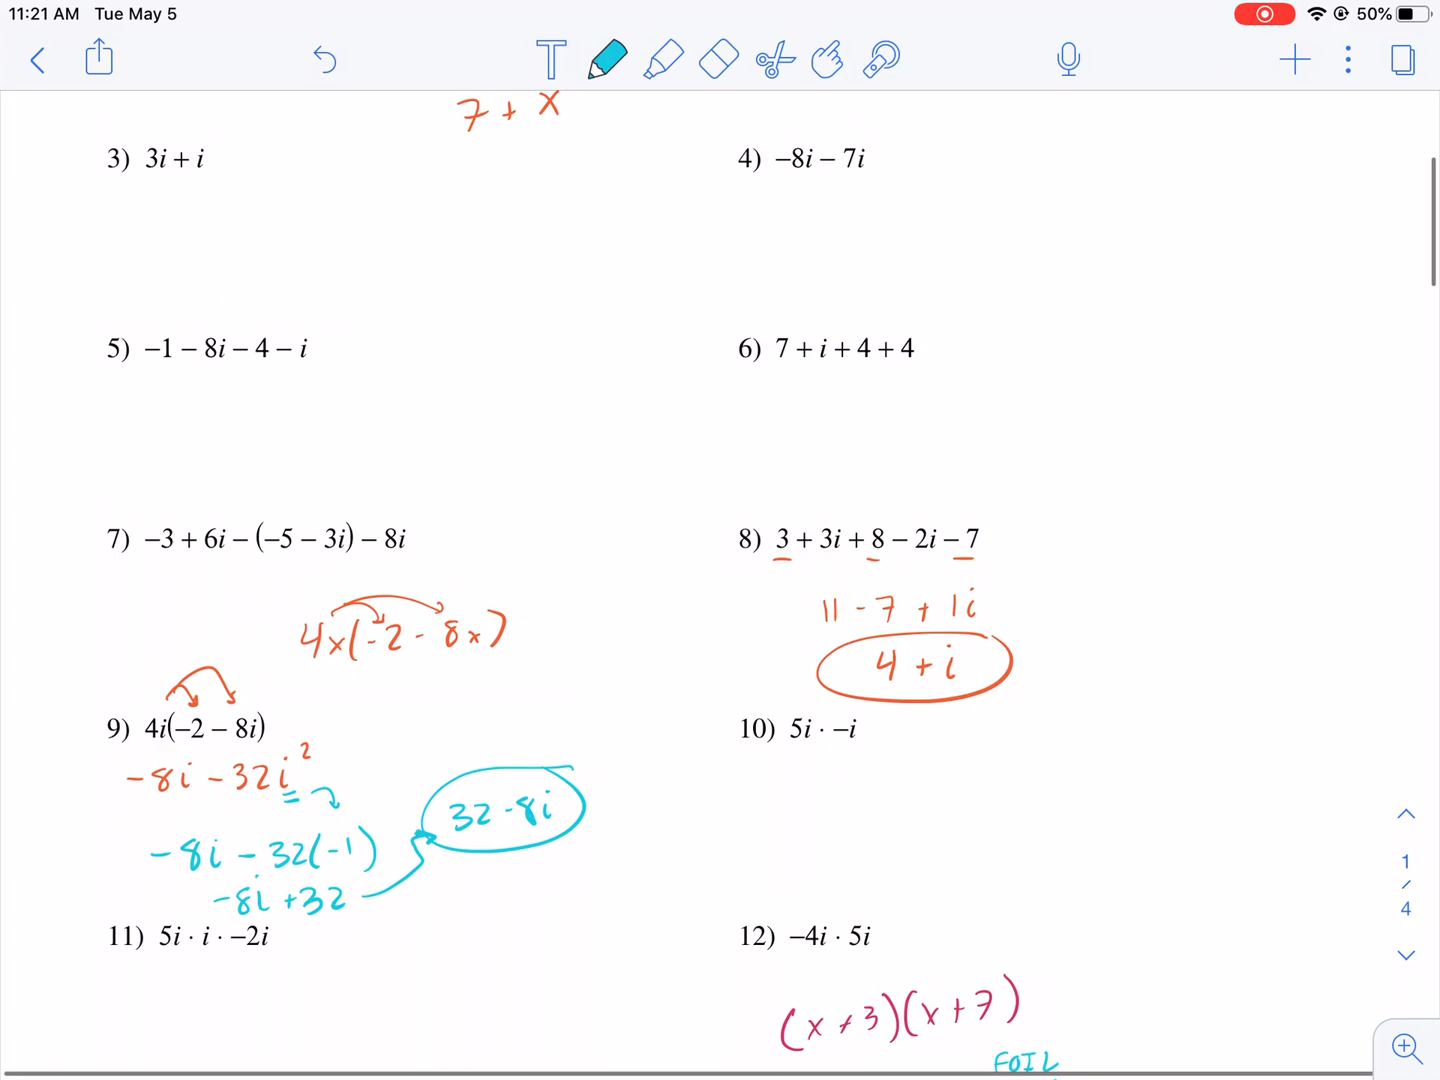 11:21 AM Tue May 5
50%
7 + x
3) 3i + i
4) −8i − 7i
5) −1 − 8i − 4 − i
6) 7 + i + 4 + 4
7) −3 + 6i − (−5 − 3i) − 8i
8) 3 + 3i + 8 − 2i − 7
11 - 7 + 1i
4x(-2 - 8x)
4 + i
9) 4i(−2 − 8i)
10) 5i · −i
-8i - 32i²
32 - 8i
-8i - 32(-1)
-8i + 32
11) 5i · i · −2i
12) −4i · 5i
(x + 3)(x + 7)
FOIL
1
/
4